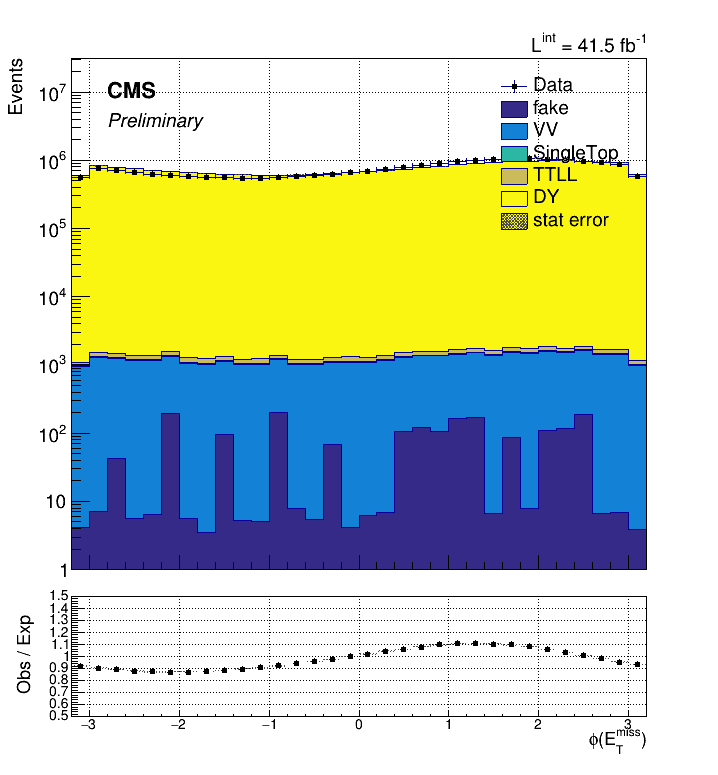 L^int = 41.5 fb^-1
Events
CMS
Preliminary
Data
fake
VV
SingleTop
TTLL
DY
stat error
10^7
10^6
10^5
10^4
10^3
10^2
10
1
Obs / Exp
1.5
1.4
1.3
1.2
1.1
1
0.9
0.8
0.7
0.6
0.5
−3 −2 −1 0 1 2 3
ϕ(E_T^miss)